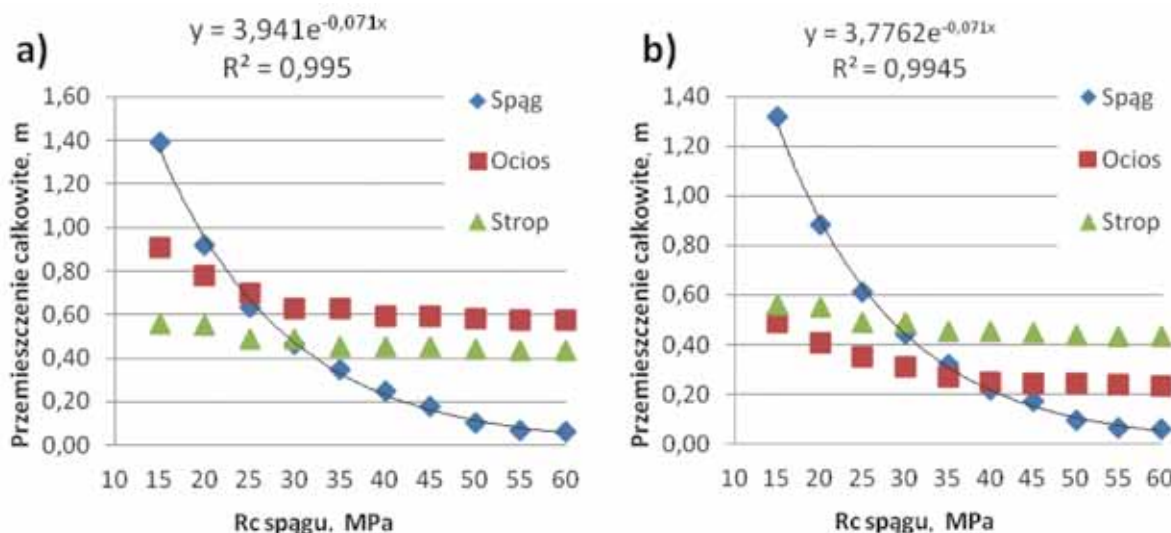 a)
y = 3,941e^-0,071x
R² = 0,995
Przemieszczenie całkowite, m
1,60
1,40
1,20
1,00
0,80
0,60
0,40
0,20
0,00
10 15 20 25 30 35 40 45 50 55 60
Rc spągu, MPa
Spąg
Ocios
Strop
b)
y = 3,7762e^-0,071x
R² = 0,9945
Przemieszczenie całkowite, m
1,40
1,20
1,00
0,80
0,60
0,40
0,20
0,00
10 15 20 25 30 35 40 45 50 55 60
Rc spągu, MPa
Spąg
Ocios
Strop